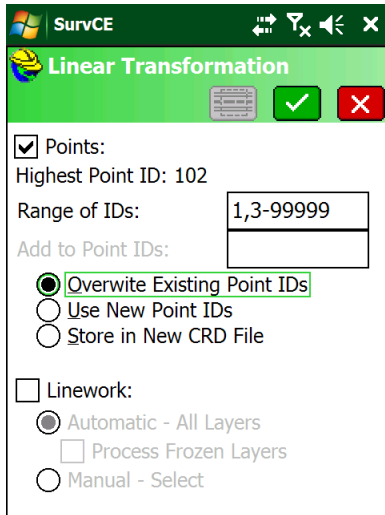 SurvCE
Linear Transformation
Points:
Highest Point ID: 102
Range of IDs: 1,3-99999
Add to Point IDs:
Overwite Existing Point IDs
Use New Point IDs
Store in New CRD File
Linework:
Automatic - All Layers
Process Frozen Layers
Manual - Select